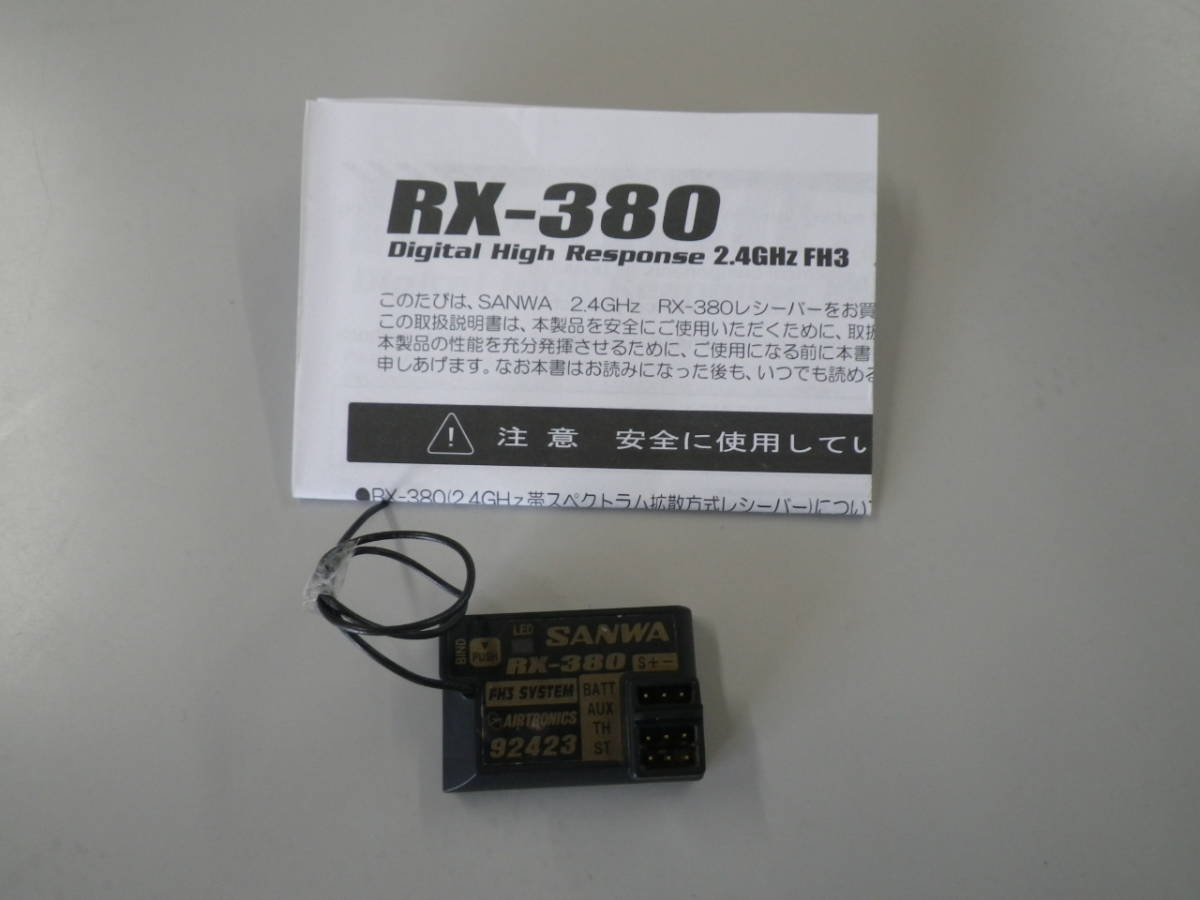 RX-380
Digital High Response 2.4GHz FH3
このたびは、SANWA 2.4GHz RX-380レシーバーをお買
この取扱説明書は、本製品を安全にご使用いただくために、取扱
本製品の性能を充分発揮させるために、ご使用になる前に本書
申しあげます。なお本書はお読みになった後も、いつでも読める
注意 安全に使用してい
●RX-380(2.4GHz帯スペクトラム拡散方式レシーバー)につい
BIND
PUSH
LED
SANWA
RX-380
S+-
FH3 SYSTEM
AIRTRONICS
92423
BATT
AUX
TH
ST